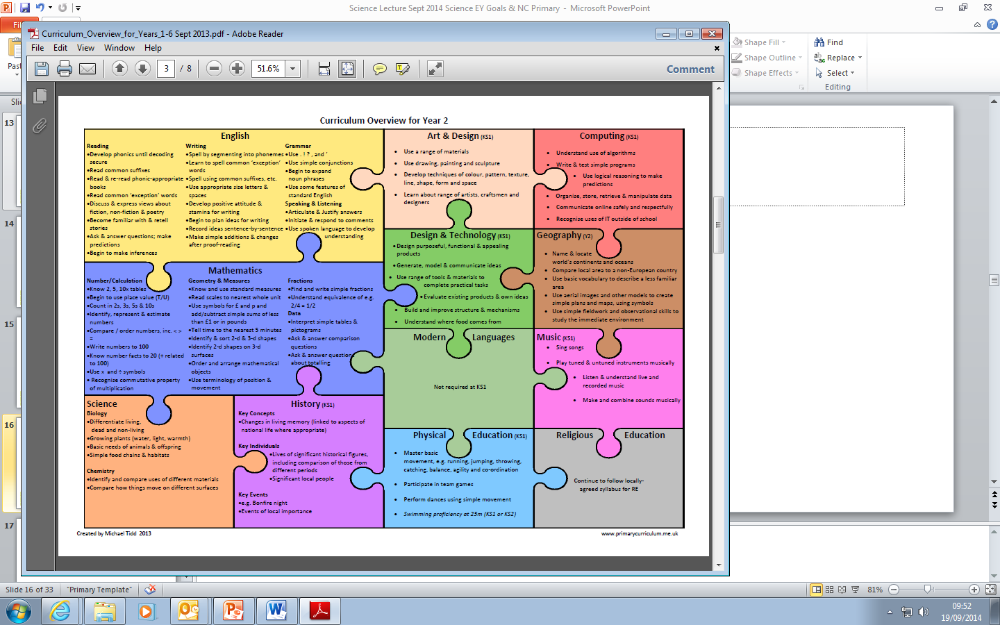 Science Lecture Sept 2014 Science EY Goals & NC Primary - Microsoft PowerPoint
Curriculum_Overview_for_Years_1-6 Sept 2013.pdf - Adobe Reader
File Edit View Window Help
3 / 8 51.6% Comment
Shape Fill
Shape Outline
Shape Effects
Find
Replace
Select
Editing
Past
13
14
15
16
17
Curriculum Overview for Year 2
English
Reading
•Develop phonics until decoding
secure
•Read common suffixes
•Read & re-read phonic-appropriate
books
•Read common 'exception' words
•Discuss & express views about
fiction, non-fiction & poetry
•Become familiar with & retell
stories
•Ask & answer questions; make
predictions
•Begin to make inferences
Writing
•Spell by segmenting into phonemes
•Learn to spell common 'exception'
words
•Spell using common suffixes, etc.
•Use appropriate size letters &
spaces
•Develop positive attitude &
stamina for writing
•Begin to plan ideas for writing
•Record ideas sentence-by-sentence
•Make simple additions & changes
after proof-reading
Grammar
•Use . ! ? , and '
•Use simple conjunctions
•Begin to expand
noun phrases
•Use some features of
standard English
Speaking & Listening
•Articulate & Justify answers
•Initiate & respond to comments
•Use spoken language to develop
understanding
Art & Design (KS1)
• Use a range of materials
• Use drawing, painting and sculpture
• Develop techniques of colour, pattern, texture,
line, shape, form and space
• Learn about range of artists, craftsmen and
designers
Computing (KS1)
• Understand use of algorithms
• Write & test simple programs
• Use logical reasoning to make
predictions
• Organise, store, retrieve & manipulate data
• Communicate online safely and respectfully
• Recognise uses of IT outside of school
Mathematics
Number/Calculation
•Know 2, 5, 10x tables
•Begin to use place value (T/U)
•Count in 2s, 3s, 5s & 10s
•Identify, represent & estimate
numbers
•Compare / order numbers, inc. < >
=
•Write numbers to 100
•Know number facts to 20 (+ related
to 100)
•Use x and ÷ symbols
• Recognise commutative property
of multiplication
Geometry & Measures
•Know and use standard measures
•Read scales to nearest whole unit
•Use symbols for £ and p and
add/subtract simple sums of less
than £1 or in pounds
•Tell time to the nearest 5 minutes
•Identify & sort 2-d & 3-d shapes
•Identify 2-d shapes on 3-d
surfaces
•Order and arrange mathematical
objects
•Use terminology of position &
movement
Fractions
•Find and write simple fractions
•Understand equivalence of e.g.
2/4 = 1/2
Data
•Interpret simple tables &
pictograms
•Ask & answer comparison
questions
•Ask & answer questions
about totalling
Design & Technology (KS1)
•Design purposeful, functional & appealing
products
•Generate, model & communicate ideas
• Use range of tools & materials to
complete practical tasks
•Evaluate existing products & own ideas
• Build and improve structure & mechanisms
• Understand where food comes from
Geography (Y2)
• Name & locate
world's continents and oceans
• Compare local area to a non-European country
• Use basic vocabulary to describe a less familiar
area
• Use aerial images and other models to create
simple plans and maps, using symbols
• Use simple fieldwork and observational skills to
study the immediate environment
Modern Languages
Not required at KS1
Music (KS1)
• Sing songs
• Play tuned & untuned instruments musically
• Listen & understand live and
recorded music
• Make and combine sounds musically
Science
Biology
•Differentiate living,
dead and non-living
•Growing plants (water, light, warmth)
•Basic needs of animals & offspring
•Simple food chains & habitats
Chemistry
•Identify and compare uses of different materials
•Compare how things move on different surfaces
History (KS1)
Key Concepts
•Changes in living memory (linked to aspects of
national life where appropriate)
Key Individuals
•Lives of significant historical figures,
including comparison of those from
different periods
•Significant local people
Key Events
•e.g. Bonfire night
•Events of local importance
Physical Education (KS1)
• Master basic
movement, e.g. running, jumping, throwing,
catching, balance, agility and co-ordination
• Participate in team games
• Perform dances using simple movement
• Swimming proficiency at 25m (KS1 or KS2)
Religious Education
Continue to follow locally-
agreed syllabus for RE
Created by Michael Tidd 2013
www.primarycurriculum.me.uk
Slide 16 of 33 "Primary Template" 81%
09:52
19/09/2014